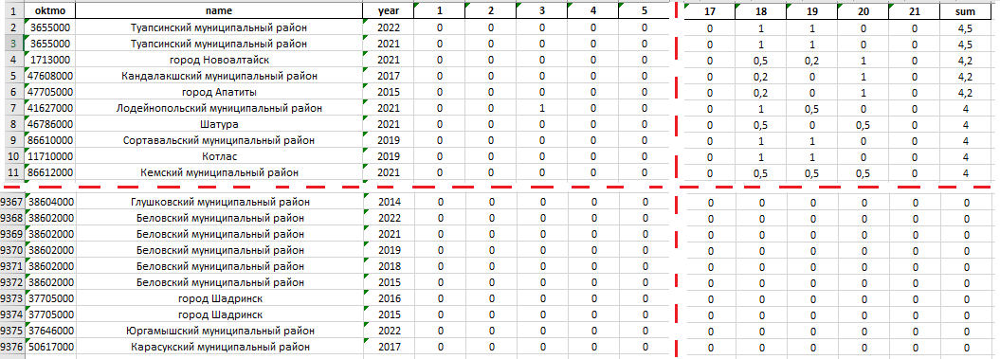 1 oktmo name year 1 2 3 4 5 17 18 19 20 21 sum
2 3655000 Туапсинский муниципальный район 2022 0 0 0 0 0 0 1 1 0 0 4,5
3 3655000 Туапсинский муниципальный район 2021 0 0 0 0 0 0 1 1 0 0 4,5
4 1713000 город Новоалтайск 2021 0 0 0 0 0 0 0,5 0,2 1 0 4,2
5 47608000 Кандалакшский муниципальный район 2017 0 0 0 0 0 0 0,2 0 1 0 4,2
6 47705000 город Апатиты 2015 0 0 0 0 0 0 0,2 0 1 0 4,2
7 41627000 Лодейнопольский муниципальный район 2021 0 0 1 0 0 0 1 0,5 0 0 4
8 46786000 Шатура 2021 0 0 0 0 0 0 0,5 0 0,5 0 4
9 86610000 Сортавальский муниципальный район 2019 0 0 0 0 0 0 1 1 0 0 4
10 11710000 Котлас 2019 0 0 0 0 0 0 1 1 0 0 4
11 86612000 Кемский муниципальный район 2021 0 0 0 0 0 0 0,5 0,5 0,5 0 4
9367 38604000 Глушковский муниципальный район 2014 0 0 0 0 0 0 0 0 0 0 0
9368 38602000 Беловский муниципальный район 2022 0 0 0 0 0 0 0 0 0 0 0
9369 38602000 Беловский муниципальный район 2021 0 0 0 0 0 0 0 0 0 0 0
9370 38602000 Беловский муниципальный район 2019 0 0 0 0 0 0 0 0 0 0 0
9371 38602000 Беловский муниципальный район 2018 0 0 0 0 0 0 0 0 0 0 0
9372 38602000 Беловский муниципальный район 2015 0 0 0 0 0 0 0 0 0 0 0
9373 37705000 город Шадринск 2016 0 0 0 0 0 0 0 0 0 0 0
9374 37705000 город Шадринск 2015 0 0 0 0 0 0 0 0 0 0 0
9375 37646000 Юргамышский муниципальный район 2022 0 0 0 0 0 0 0 0 0 0 0
9376 50617000 Карасукский муниципальный район 2017 0 0 0 0 0 0 0 0 0 0 0